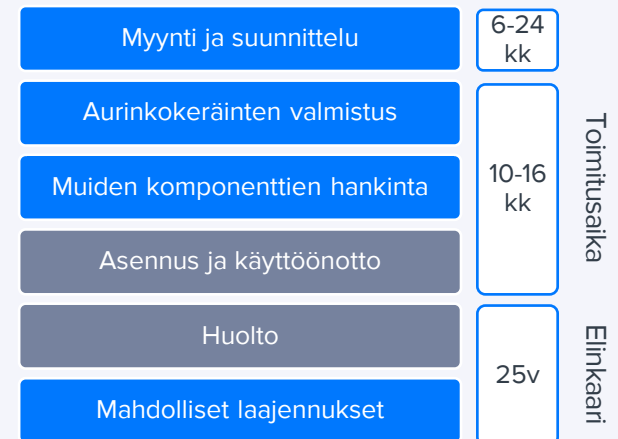 Myynti ja suunnittelu
6-24
kk
Aurinkokeräinten valmistus
Muiden komponenttien hankinta
10-16
kk
Asennus ja käyttöönotto
Toimitusaika
Huolto
25v
Mahdolliset laajennukset
Elinkaari